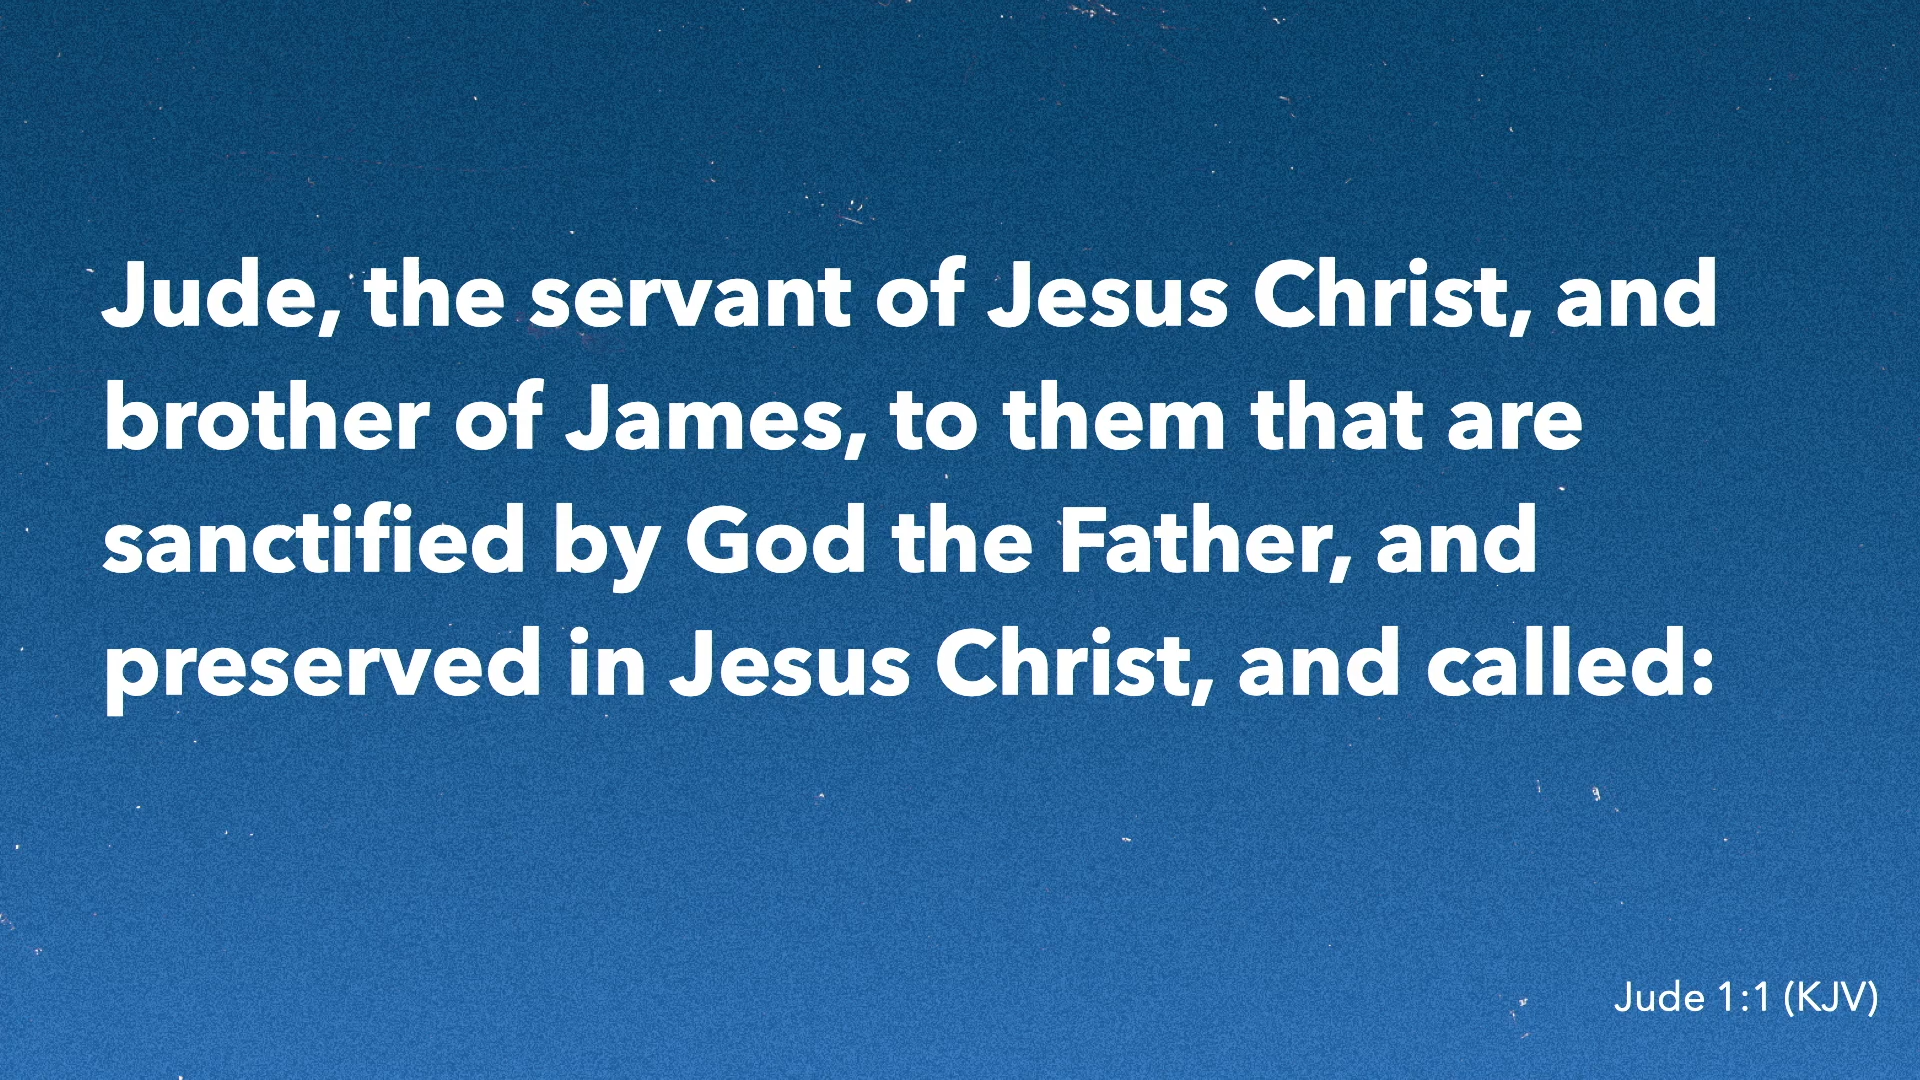 Jude, the servant of Jesus Christ, and
brother of James, to them that are
sanctified by God the Father, and
preserved in Jesus Christ, and called:
Jude 1:1 (KJV)